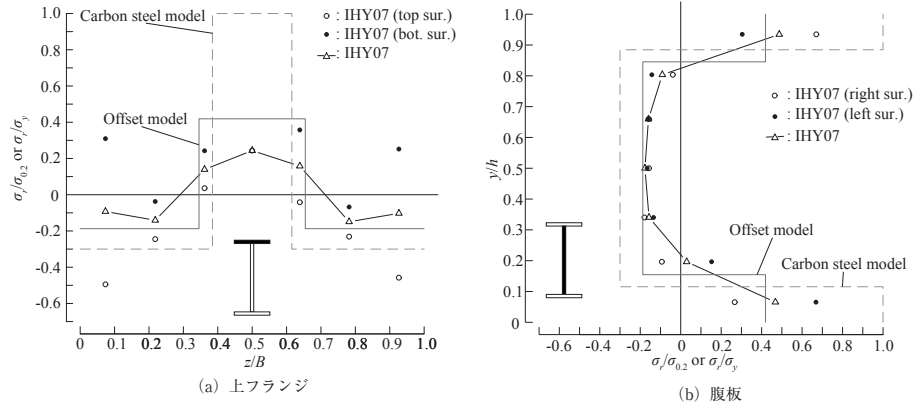 Carbon steel model
○ : IHY07 (top sur.)
● : IHY07 (bot. sur.)
△ : IHY07
Offset model
σr/σ0.2 or σr/σy
1.0
0.8
0.6
0.4
0.2
0
-0.2
-0.4
-0.6
0 0.1 0.2 0.3 0.4 0.5 0.6 0.7 0.8 0.9 1.0
z/B
(a) 上フランジ
○ : IHY07 (right sur.)
● : IHY07 (left sur.)
△ : IHY07
Offset model
Carbon steel model
y/h
1.0
0.9
0.8
0.7
0.6
0.5
0.4
0.3
0.2
0.1
0
-0.6 -0.4 -0.2 0 0.2 0.4 0.6 0.8 1.0
σr/σ0.2 or σr/σy
(b) 腹板